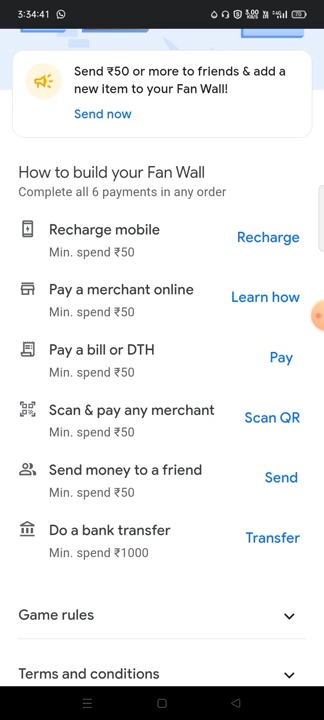 3:34:41
5.00
KB/S
70
Send ₹50 or more to friends & add a
new item to your Fan Wall!
Send now
How to build your Fan Wall
Complete all 6 payments in any order
Recharge mobile
Min. spend ₹50
Recharge
Pay a merchant online
Min. spend ₹50
Learn how
Pay a bill or DTH
Min. spend ₹50
Pay
Scan & pay any merchant
Min. spend ₹50
Scan QR
Send money to a friend
Min. spend ₹50
Send
Do a bank transfer
Min. spend ₹1000
Transfer
Game rules
Terms and conditions